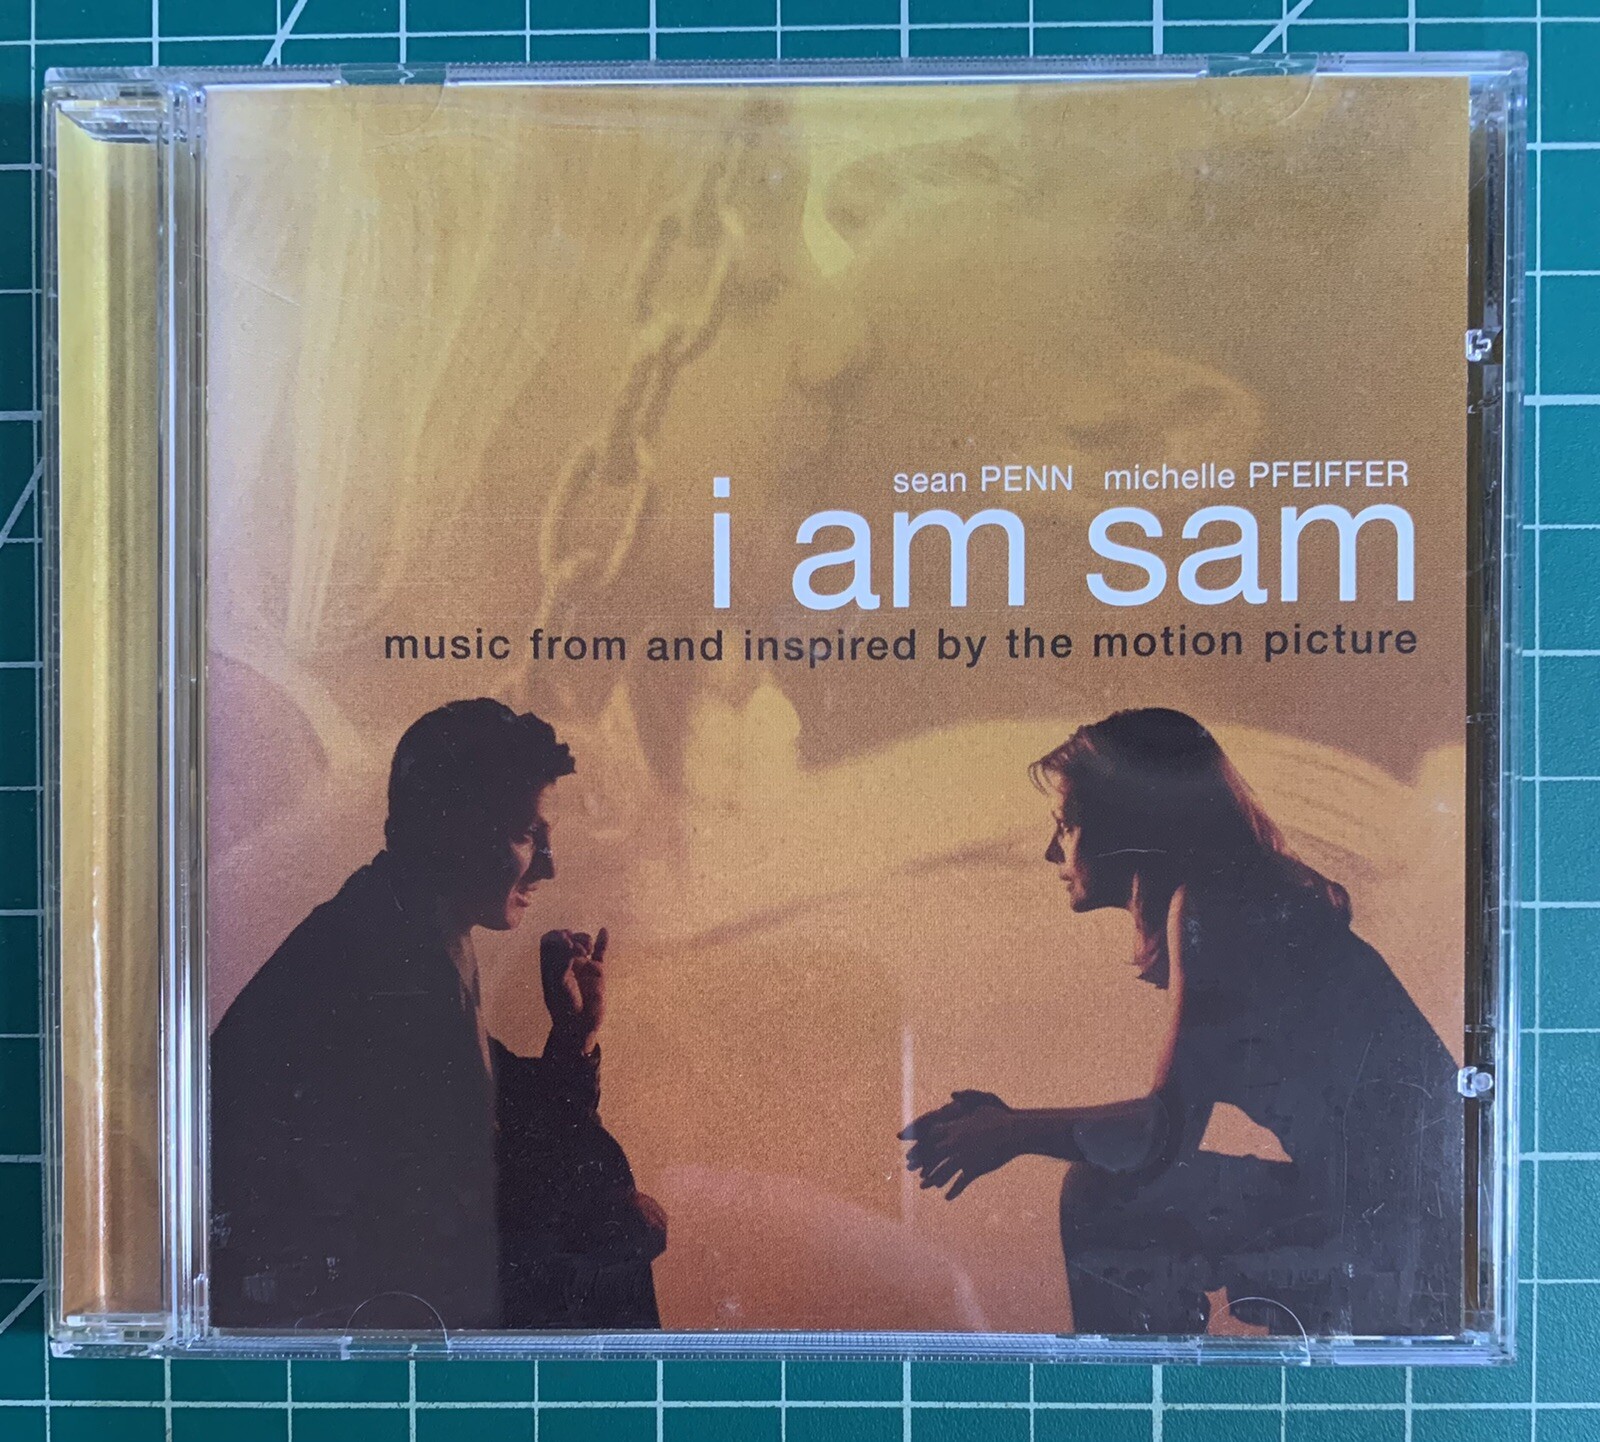 sean PENN michelle PFEIFFER
i am sam
music from and inspired by the motion picture